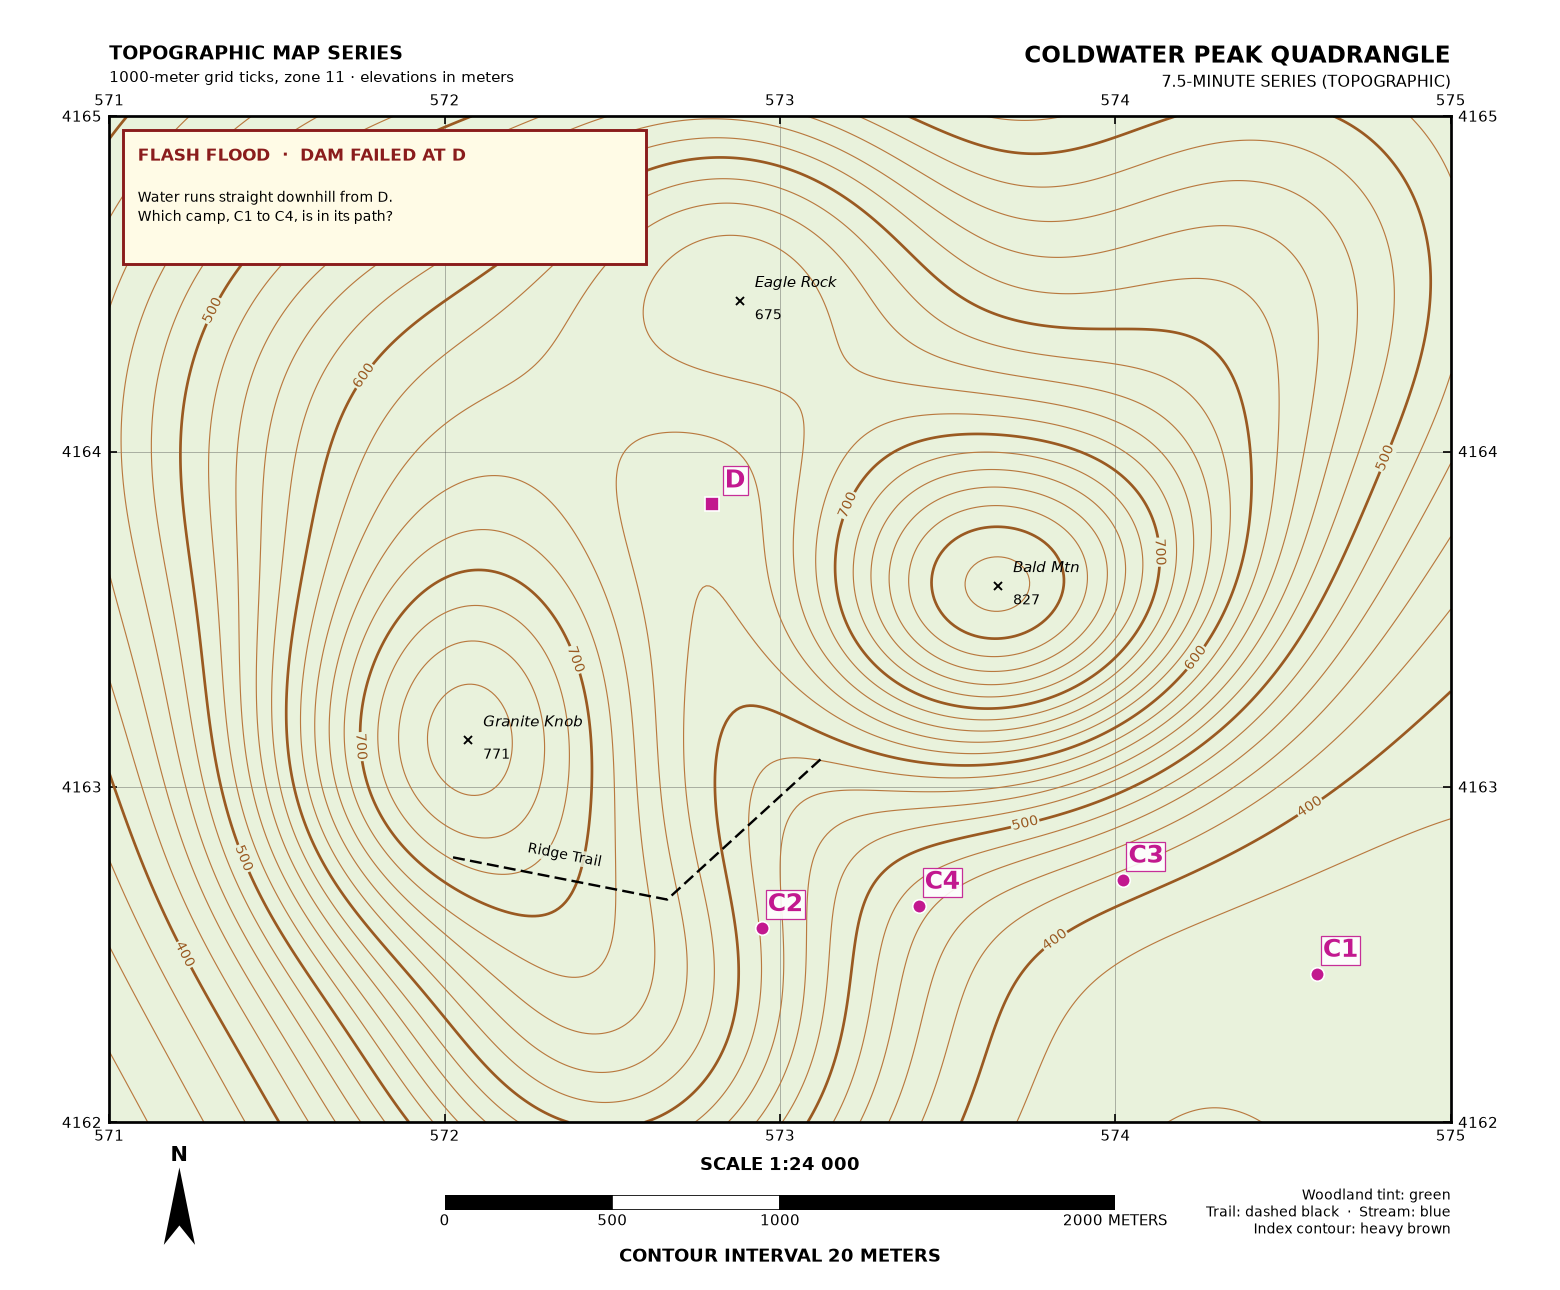 TOPOGRAPHIC MAP SERIES
1000-meter grid ticks, zone 11 · elevations in meters
COLDWATER PEAK QUADRANGLE
7.5-MINUTE SERIES (TOPOGRAPHIC)
571 572 573 574 575
4165 4165
FLASH FLOOD · DAM FAILED AT D
Water runs straight downhill from D.
Which camp, C1 to C4, is in its path?
Eagle Rock
675
500
600
4164 4164
500
D
700
700
Bald Mtn
827
700
600
Granite Knob
771
700
4163 4163
400
500
Ridge Trail
500
C3
C4
C2
400
C1
400
4162 4162
571 572 573 574 575
N
SCALE 1:24 000
0 500 1000 2000 METERS
CONTOUR INTERVAL 20 METERS
Woodland tint: green
Trail: dashed black · Stream: blue
Index contour: heavy brown